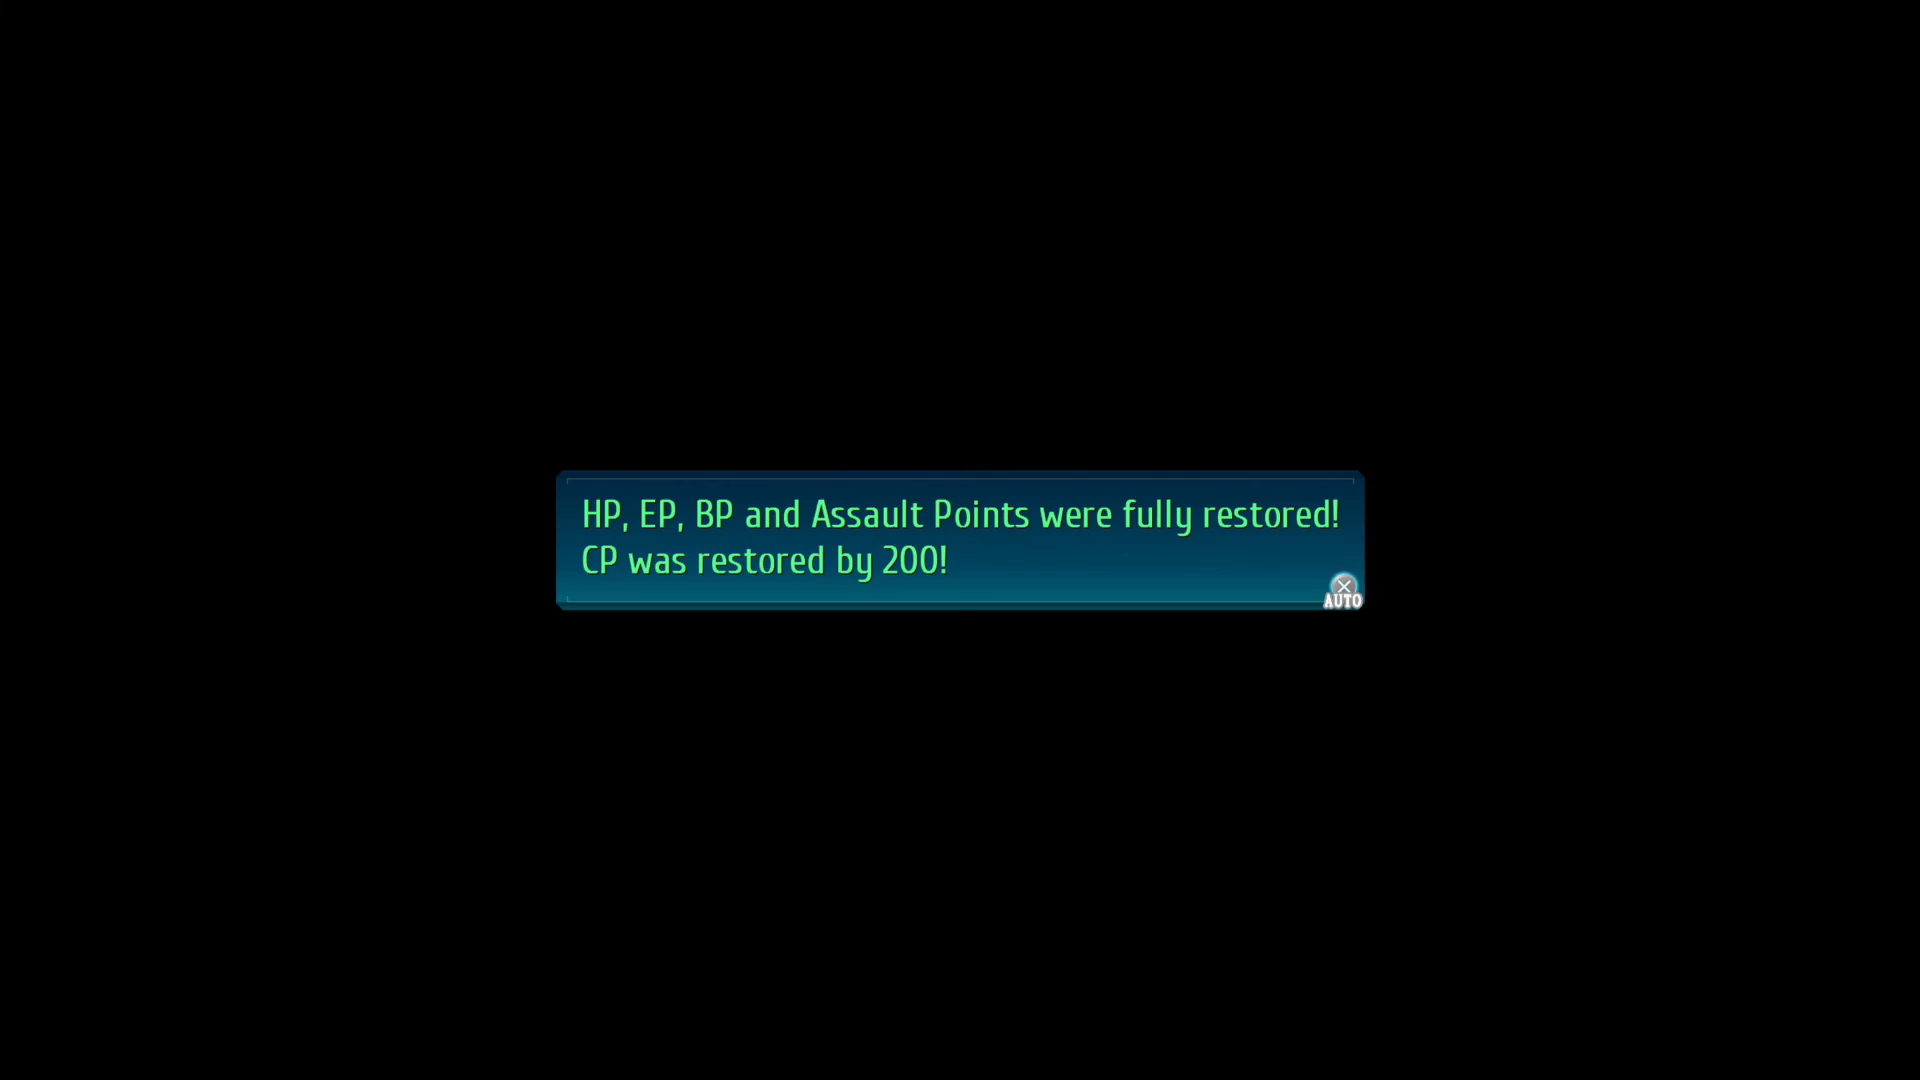 HP, EP, BP and Assault Points were fully restored!
CP was restored by 200!
AUTO